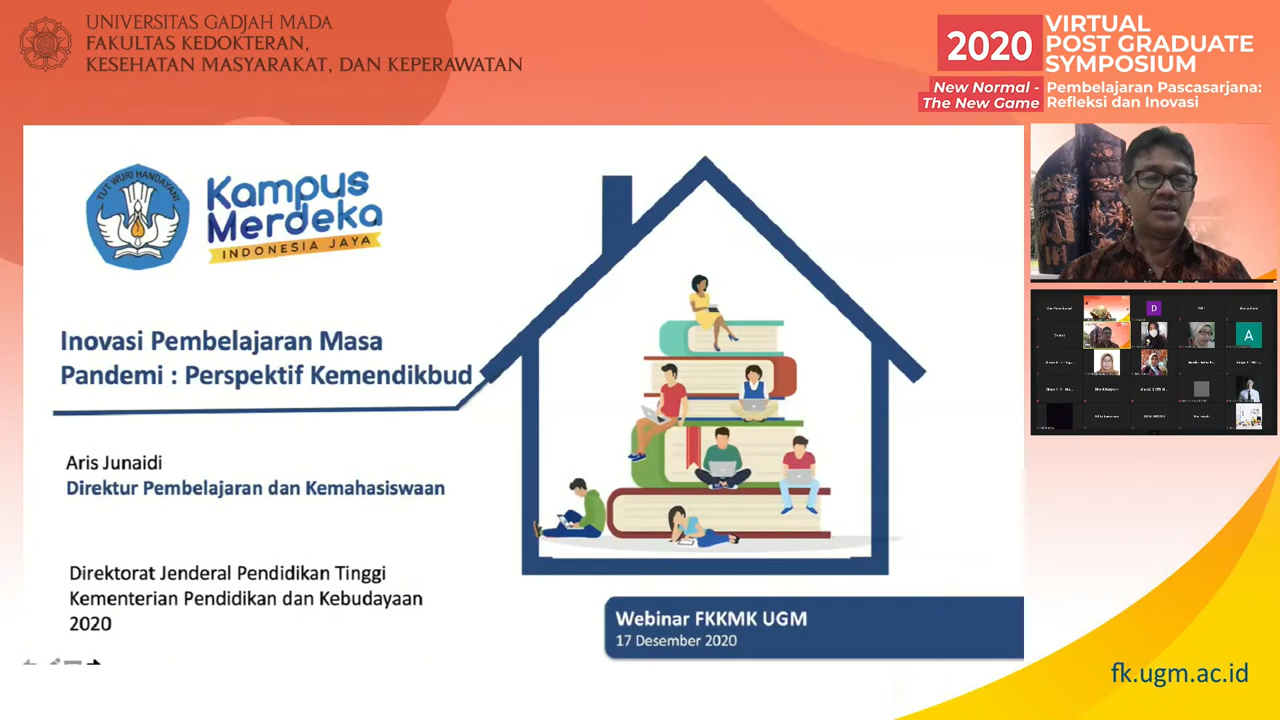 UNIVERSITAS GADJAH MADA
FAKULTAS KEDOKTERAN,
KESEHATAN MASYARAKAT, DAN KEPERAWATAN
2020
VIRTUAL
POST GRADUATE
SYMPOSIUM
New Normal -
The New Game
Pembelajaran Pascasarjana:
Refleksi dan Inovasi
TUT WURI HANDAYANI
Kampus
Merdeka
INDONESIA JAYA
Inovasi Pembelajaran Masa
Pandemi : Perspektif Kemendikbud
Aris Junaidi
Direktur Pembelajaran dan Kemahasiswaan
Direktorat Jenderal Pendidikan Tinggi
Kementerian Pendidikan dan Kebudayaan
2020
Webinar FKKMK UGM
17 Desember 2020
D
A
fk.ugm.ac.id